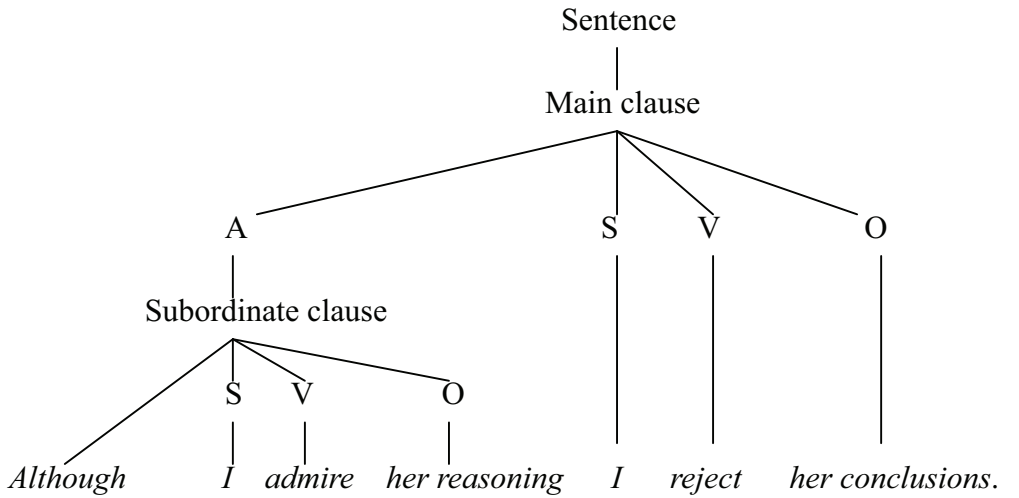 Sentence
Main clause
A S V O
Subordinate clause
S V O
Although I admire her reasoning I reject her conclusions.